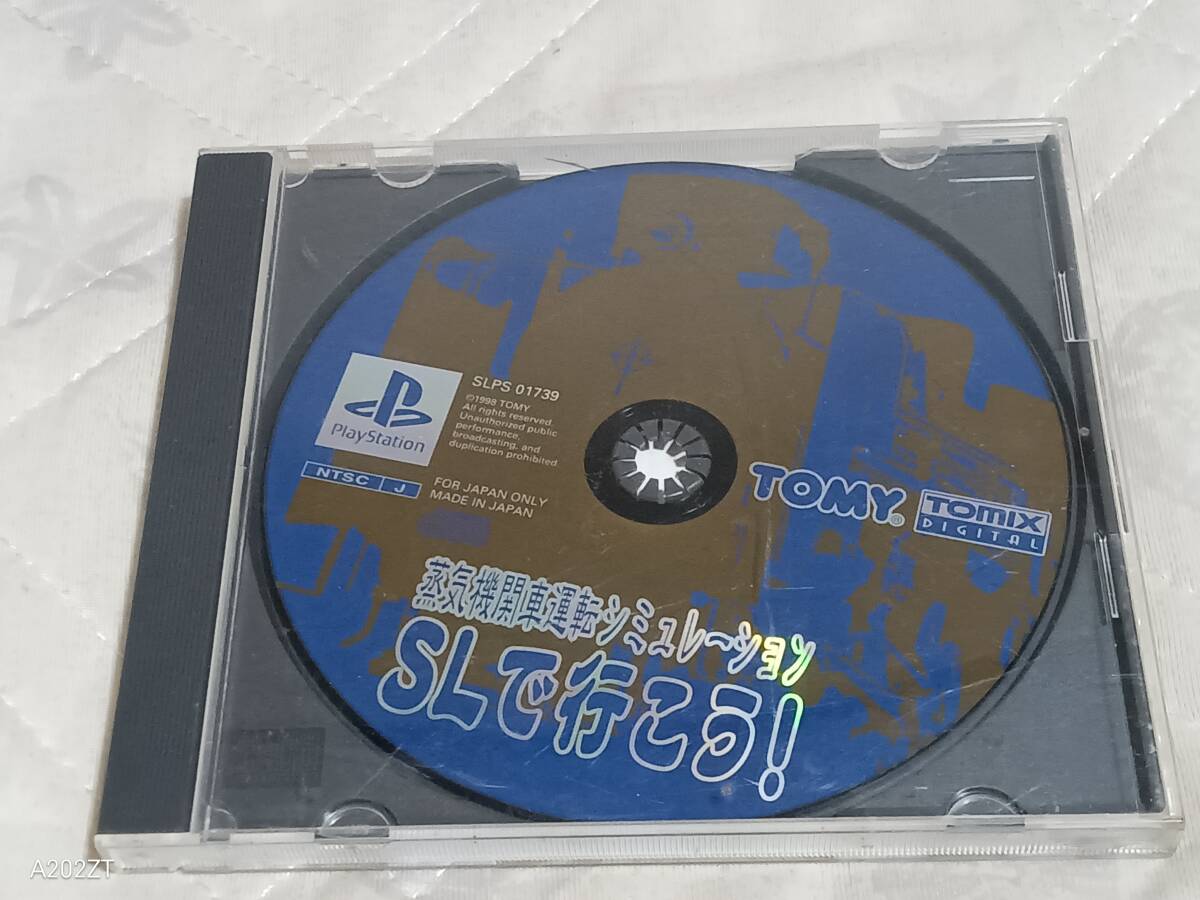 SLPS 01739
©1998 TOMY
All rights reserved.
Unauthorized public
performance,
broadcasting, and
duplication prohibited.
PlayStation
NTSC J
FOR JAPAN ONLY
MADE IN JAPAN
TOMY®
TOMIX
DIGITAL
蒸気機関車運転シミュレーション
SLで行こう!
A202ZT